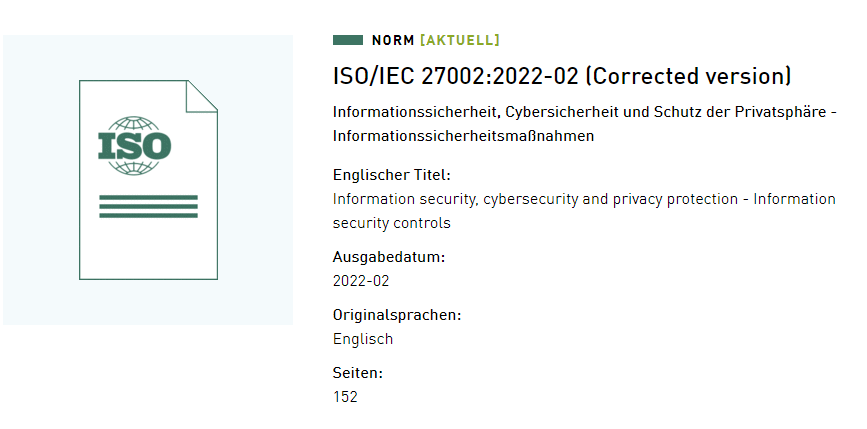 ISO
NORM [AKTUELL]
ISO/IEC 27002:2022-02 (Corrected version)
Informationssicherheit, Cybersicherheit und Schutz der Privatsphäre -
Informationssicherheitsmaßnahmen
Englischer Titel:
Information security, cybersecurity and privacy protection - Information
security controls
Ausgabedatum:
2022-02
Originalsprachen:
Englisch
Seiten:
152